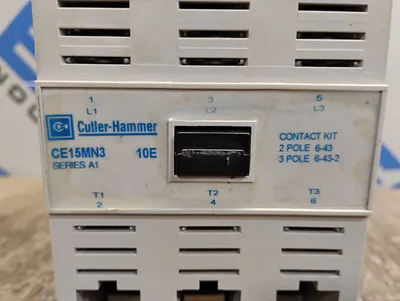 1 3 5
L1 L2 L3
Cutler-Hammer
CE15MN3 10E
SERIES A1
CONTACT KIT
2 POLE 6-43
3 POLE 6-43-2
T1 T2 T3
2 4 6